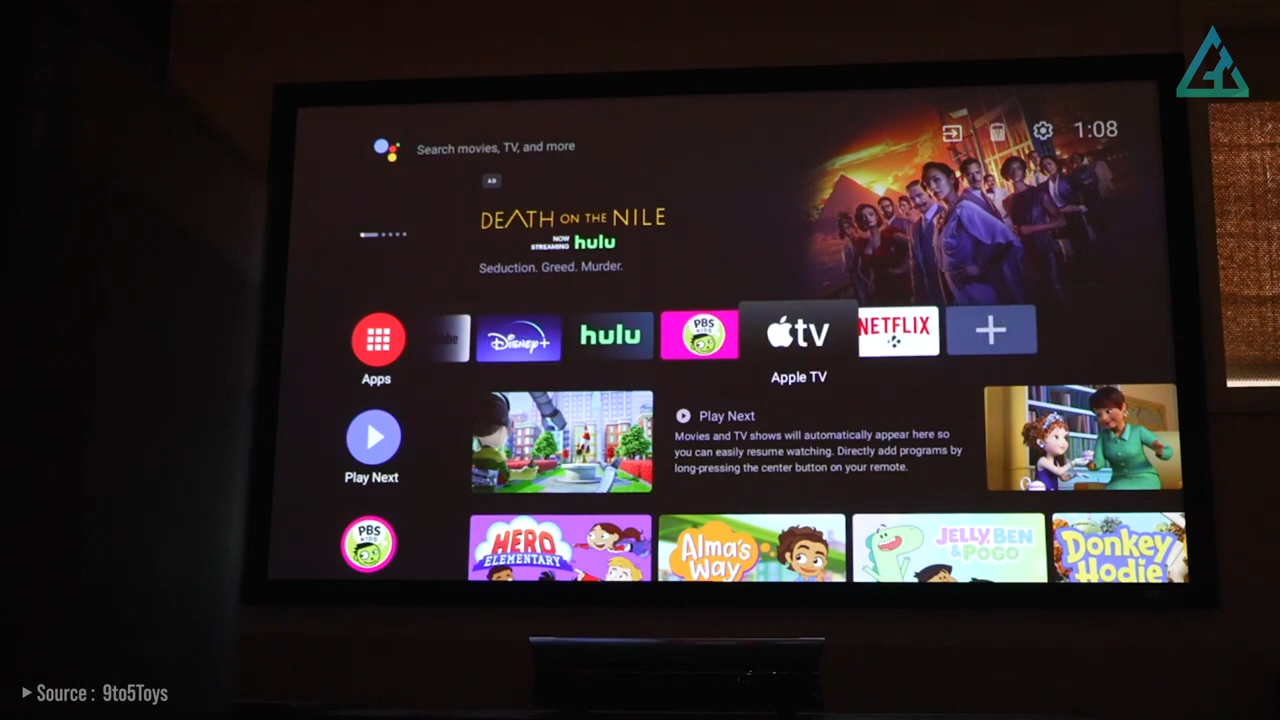 Search movies, TV, and more
1:08
AD
DEATH ON THE NILE
NOW
STREAMING hulu
Seduction. Greed. Murder.
Disney+
hulu
PBS
KIDS
tv
NETFLIX
Apps
Apple TV
Play Next
Movies and TV shows will automatically appear here so
you can easily resume watching. Directly add programs by
long-pressing the center button on your remote.
Play Next
PBS
KIDS
HERO
ELEMENTARY
Alma's
Way
JELLY, BEN
& POGO
Donkey
Hodie
Source : 9to5Toys